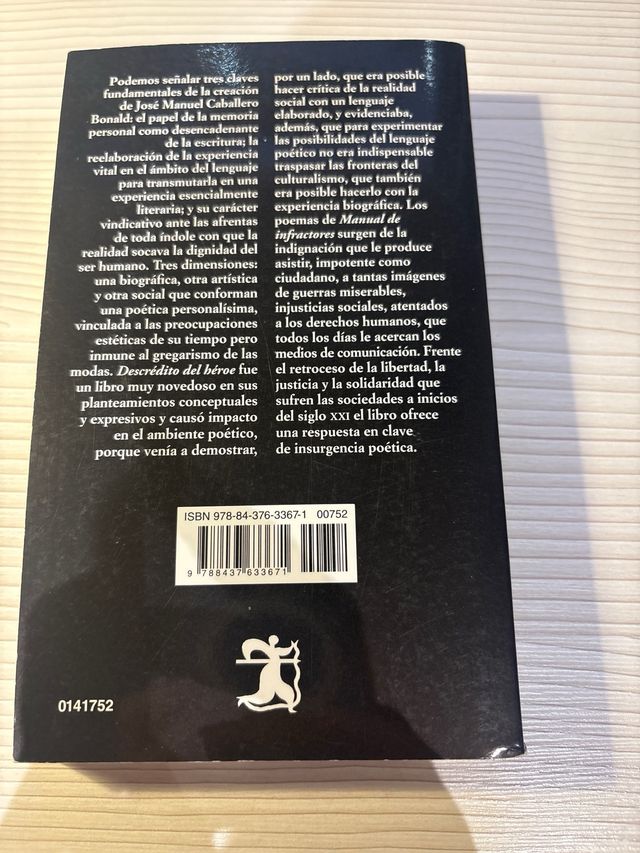 Podemos señalar tres claves
fundamentales de la creación
de José Manuel Caballero
Bonald: el papel de la memoria
personal como desencadenante
de la escritura; la
reelaboración de la experiencia
vital en el ámbito del lenguaje
para transmutarla en una
experiencia esencialmente
literaria; y su carácter
vindicativo ante las afrentas
de toda índole con que la
realidad socava la dignidad del
ser humano. Tres dimensiones:
una biográfica, otra artística
y otra social que conforman
una poética personalísima,
vinculada a las preocupaciones
estéticas de su tiempo pero
inmune al gregarismo de las
modas. Descrédito del héroe fue
un libro muy novedoso en sus
planteamientos conceptuales
y expresivos y causó impacto
en el ambiente poético,
porque venía a demostrar,
por un lado, que era posible
hacer crítica de la realidad
social con un lenguaje
elaborado, y evidenciaba,
además, que para experimentar
las posibilidades del lenguaje
poético no era indispensable
traspasar las fronteras del
culturalismo, que también
era posible hacerlo con la
experiencia biográfica. Los
poemas de Manual de
infractores surgen de la
indignación que le produce
asistir, impotente como
ciudadano, a tantas imágenes
de guerras miserables,
injusticias sociales, atentados
a los derechos humanos, que
todos los días le acercan los
medios de comunicación. Frente
el retroceso de la libertad, la
justicia y la solidaridad que
sufren las sociedades a inicios
del siglo XXI el libro ofrece
una respuesta en clave
de insurgencia poética.
ISBN 978-84-376-3367-1 00752
9 788437 633671
0141752